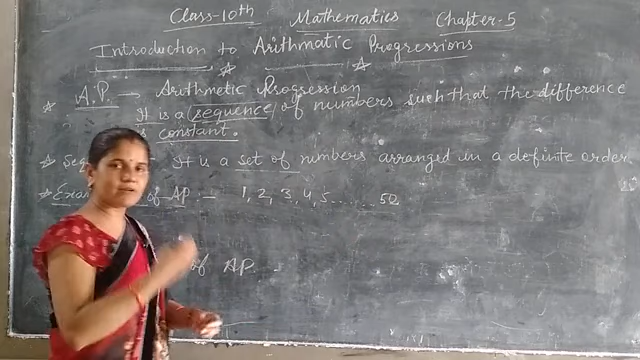 Class-10th Mathematics Chapter-5
Introduction to Arithmatic Progressions
A.P. → Arithmetic Progression
It is a sequence of numbers such that the difference
is constant.
It is a set of numbers arranged in a definite order
of AP :- 1, 2, 3, 4, 5.......50
of AP